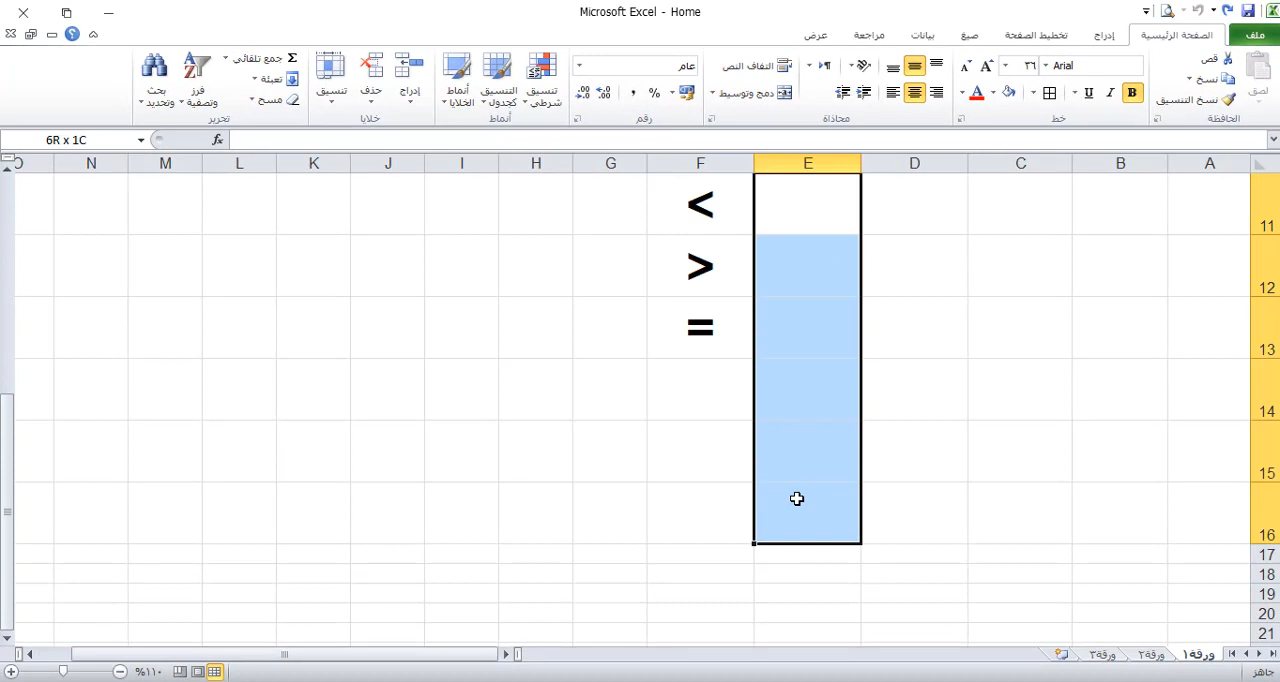 Microsoft Excel - Home
ملف
الصفحة الرئيسية
إدراج
تخطيط الصفحة
صيغ
بيانات
مراجعة
عرض
لصق
قص
نسخ
نسخ التنسيق
الحافظة
Arial
٣٦
B I U
خط
التفاف النص
دمج وتوسيط
محاذاة
عام
%
رقم
تنسيق شرطي
التنسيق كجدول
أنماط الخلايا
أنماط
إدراج
حذف
تنسيق
خلايا
Σ جمع تلقائي
تعبئة
مسح
فرز وتصفية
بحث وتحديد
تحرير
6R x 1C
fx
A
B
C
D
E
F
G
H
I
J
K
L
M
N
O
11
<
12
>
13
=
14
15
16
17
18
19
20
21
ورقة١
ورقة٢
ورقة٣
جاهز
%١١٠